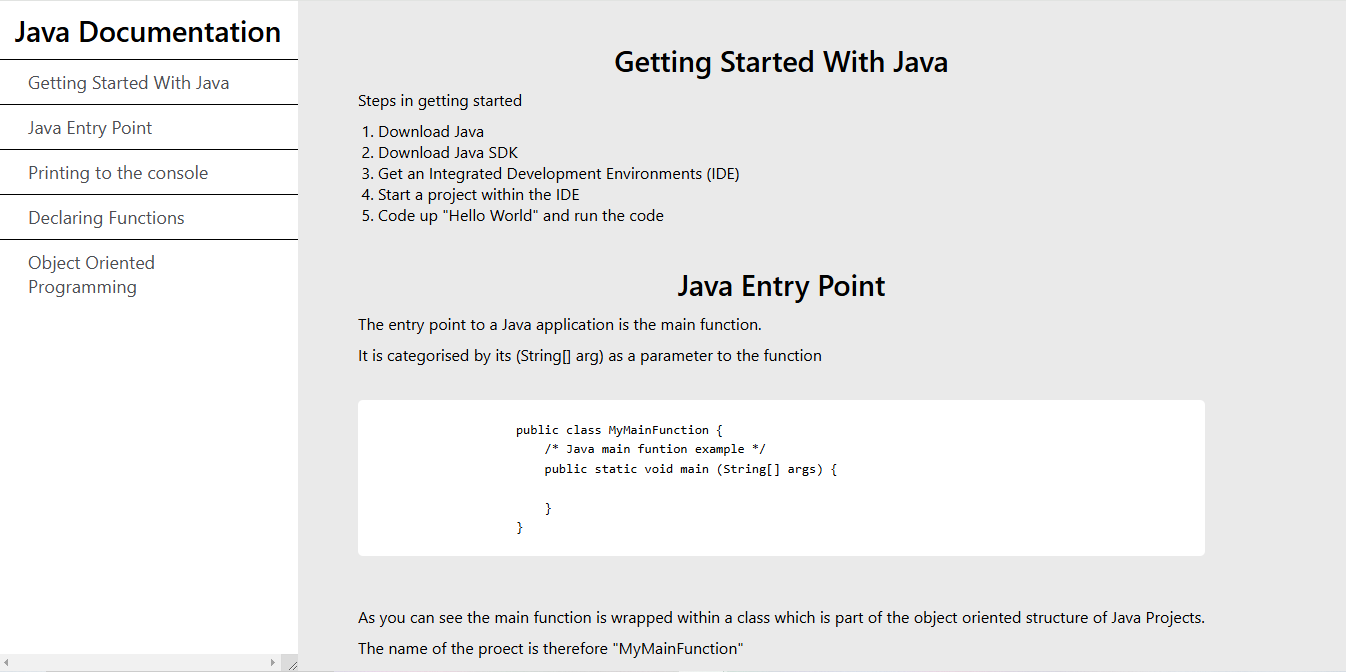 Java Documentation
Getting Started With Java
Java Entry Point
Printing to the console
Declaring Functions
Object Oriented
Programming
Getting Started With Java
Steps in getting started
1. Download Java
2. Download Java SDK
3. Get an Integrated Development Environments (IDE)
4. Start a project within the IDE
5. Code up "Hello World" and run the code
Java Entry Point
The entry point to a Java application is the main function.
It is categorised by its (String[] arg) as a parameter to the function
public class MyMainFunction {
/* Java main funtion example */
public static void main (String[] args) {
}
}
As you can see the main function is wrapped within a class which is part of the object oriented structure of Java Projects.
The name of the proect is therefore "MyMainFunction"